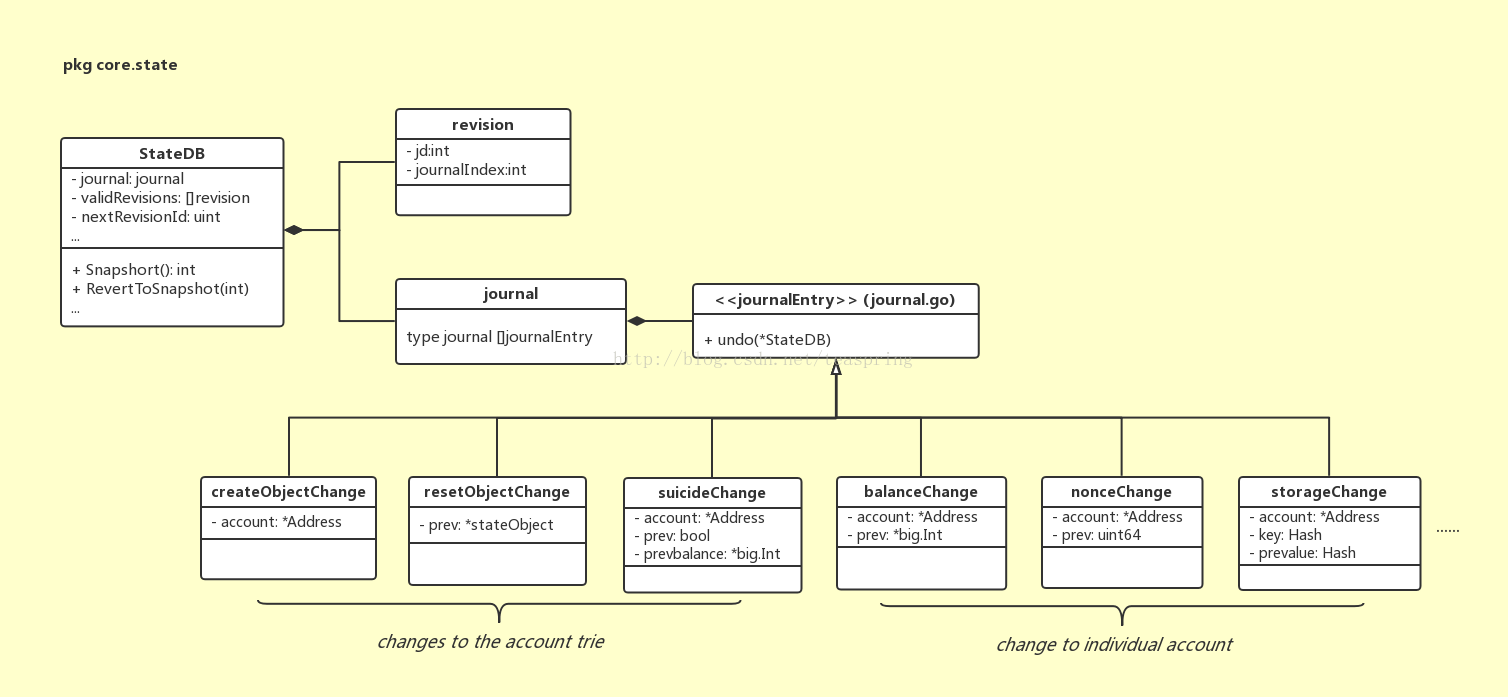 pkg core.state
revision
- jd:int
- journalIndex:int
StateDB
- journal: journal
- validRevisions: []revision
- nextRevisionId: uint
...
+ Snapshort(): int
+ RevertToSnapshot(int)
...
journal
type journal []journalEntry
<<journalEntry>> (journal.go)
+ undo(*StateDB)
http://blog.csdn.net/teaspring
createObjectChange
- account: *Address
resetObjectChange
- prev: *stateObject
suicideChange
- account: *Address
- prev: bool
- prevbalance: *big.Int
balanceChange
- account: *Address
- prev: *big.Int
nonceChange
- account: *Address
- prev: uint64
storageChange
- account: *Address
- key: Hash
- prevalue: Hash
......
changes to the account trie
change to individual account